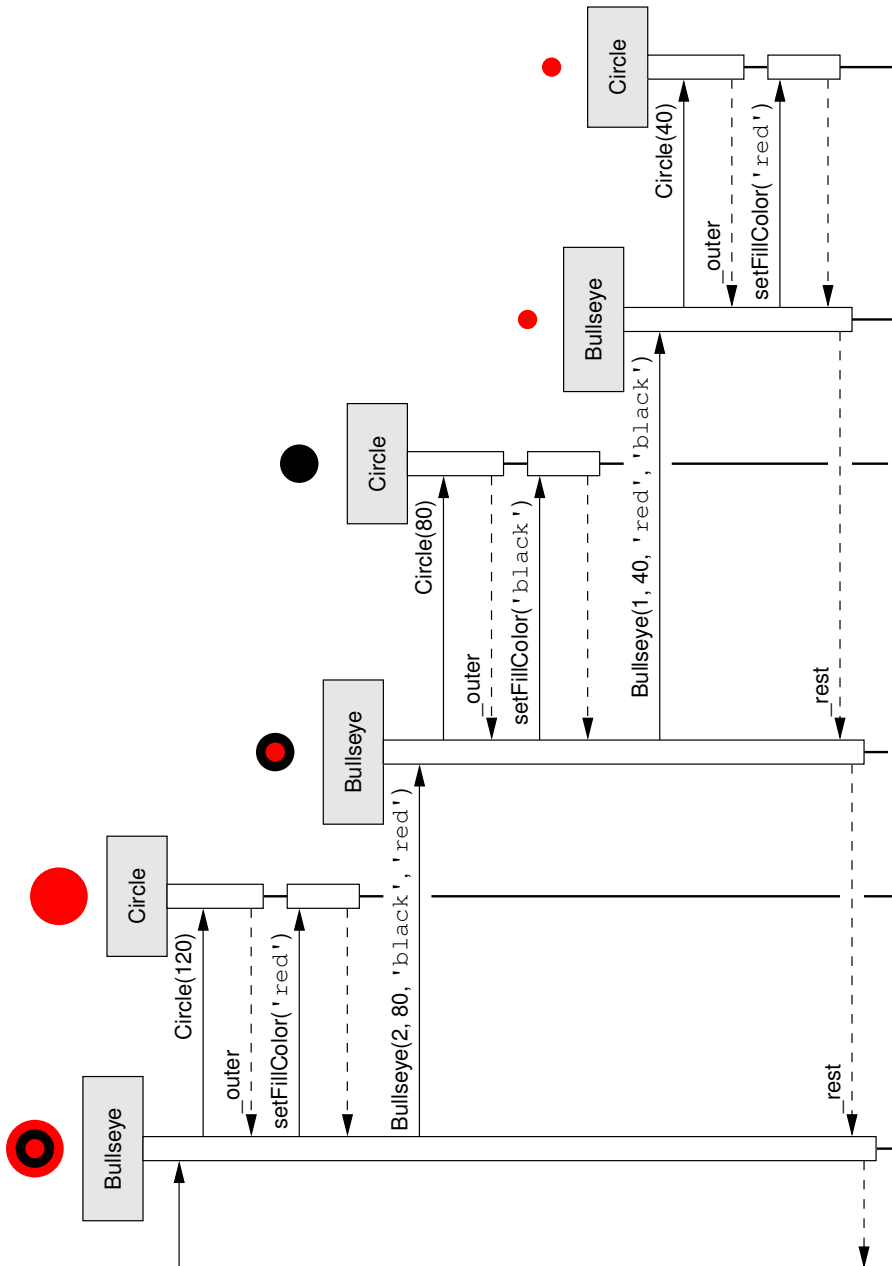 Bullseye
Circle
Circle(120)
_outer
setFillColor('red')
Bullseye(2, 80, 'black', 'red')
Bullseye
Circle
Circle(80)
_outer
setFillColor('black')
Bullseye(1, 40, 'red', 'black')
Bullseye
Circle
Circle(40)
_outer
setFillColor('red')
_rest
_rest